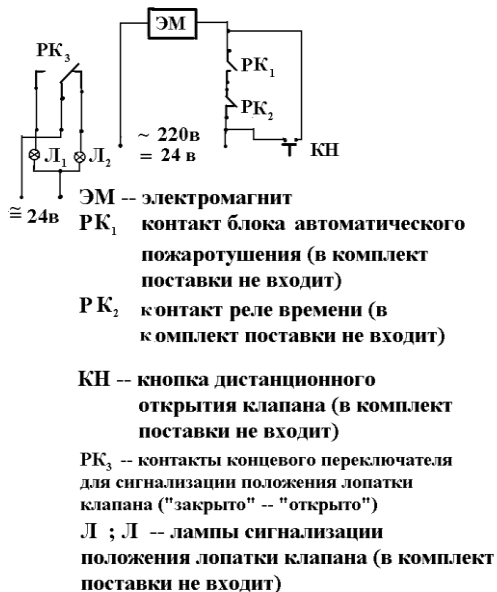 ЭМ
РК3
РК1
РК2
~ 220в
= 24 в
КН
Л1 Л2
≅ 24в
ЭМ -- электромагнит
РК1 контакт блока автоматического
пожаротушения (в комплект
поставки не входит)
РК2 контакт реле времени (в
комплект поставки не входит)
КН -- кнопка дистанционного
открытия клапана (в комплект
поставки не входит)
РК3 -- контакты концевого переключателя
для сигнализации положения лопатки
клапана ("закрыто" -- "открыто")
Л ; Л -- лампы сигнализации
положения лопатки клапана (в комплект
поставки не входит)